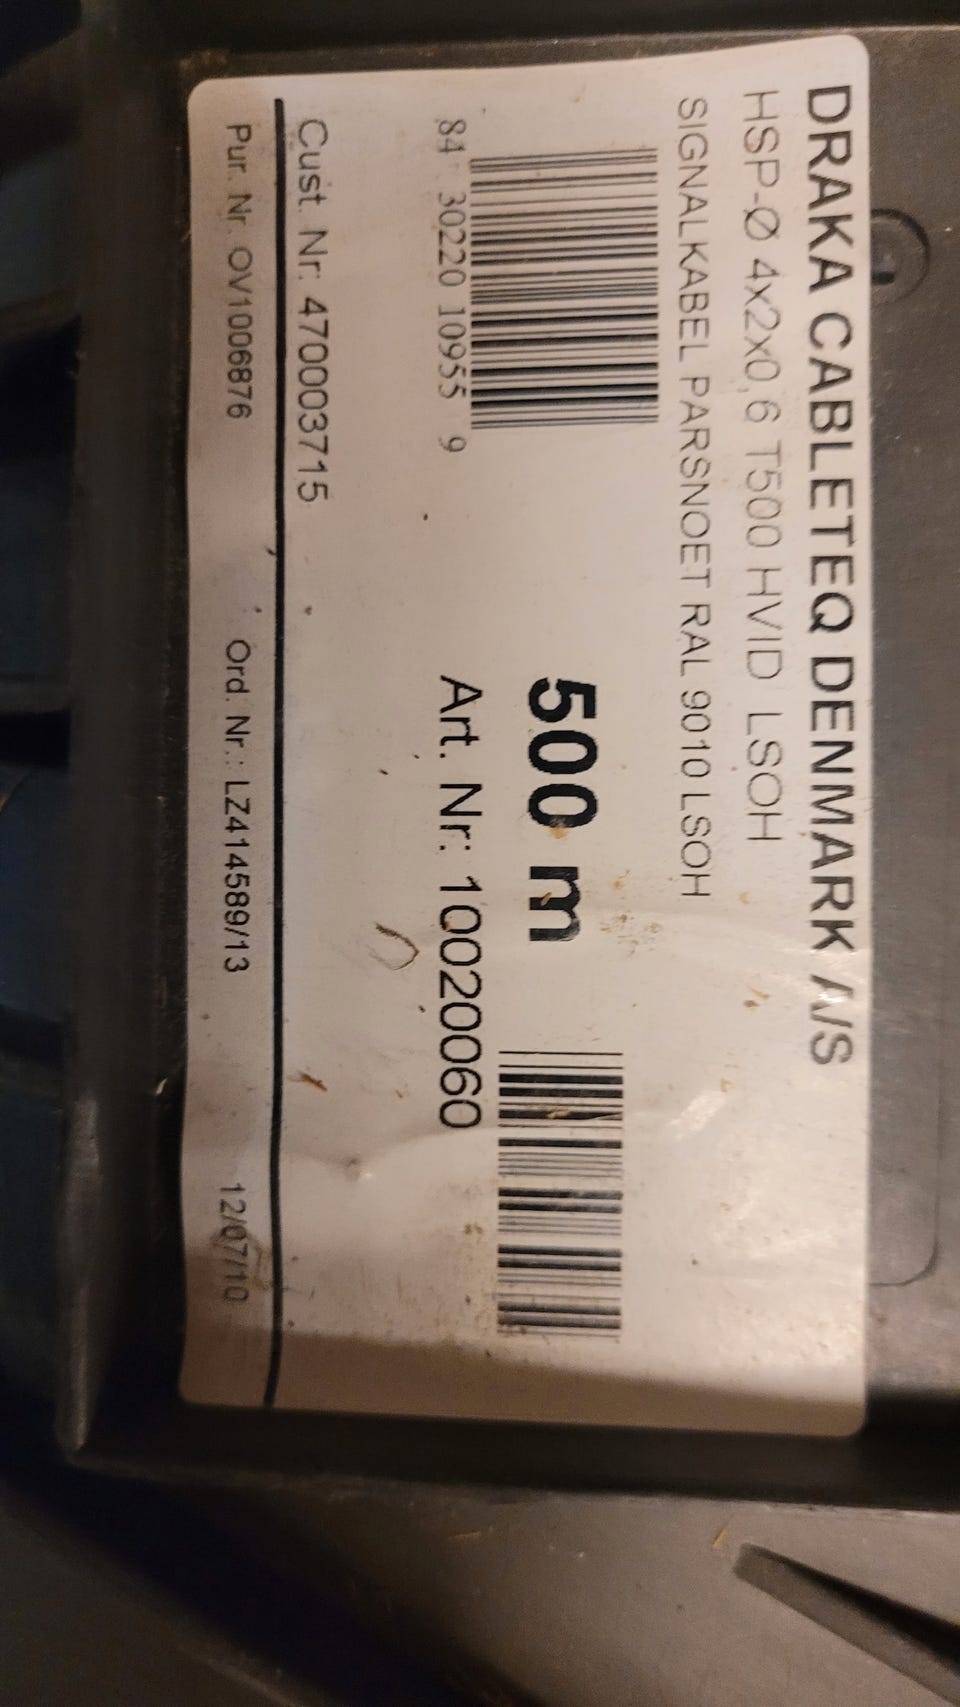 DRAKA CABLETEQ DENMARK A/S
HSP-Ø 4x2x0,6 T500 HVID LSOH
SIGNALKABEL PARSNOET RAL 9010 LSOH
500 m
84 30220 10955 9
Art. Nr: 10020060
Cust. Nr: 470003715
Pur. Nr. OV1006876 Ord. Nr.: LZ414589/13 12/07/10